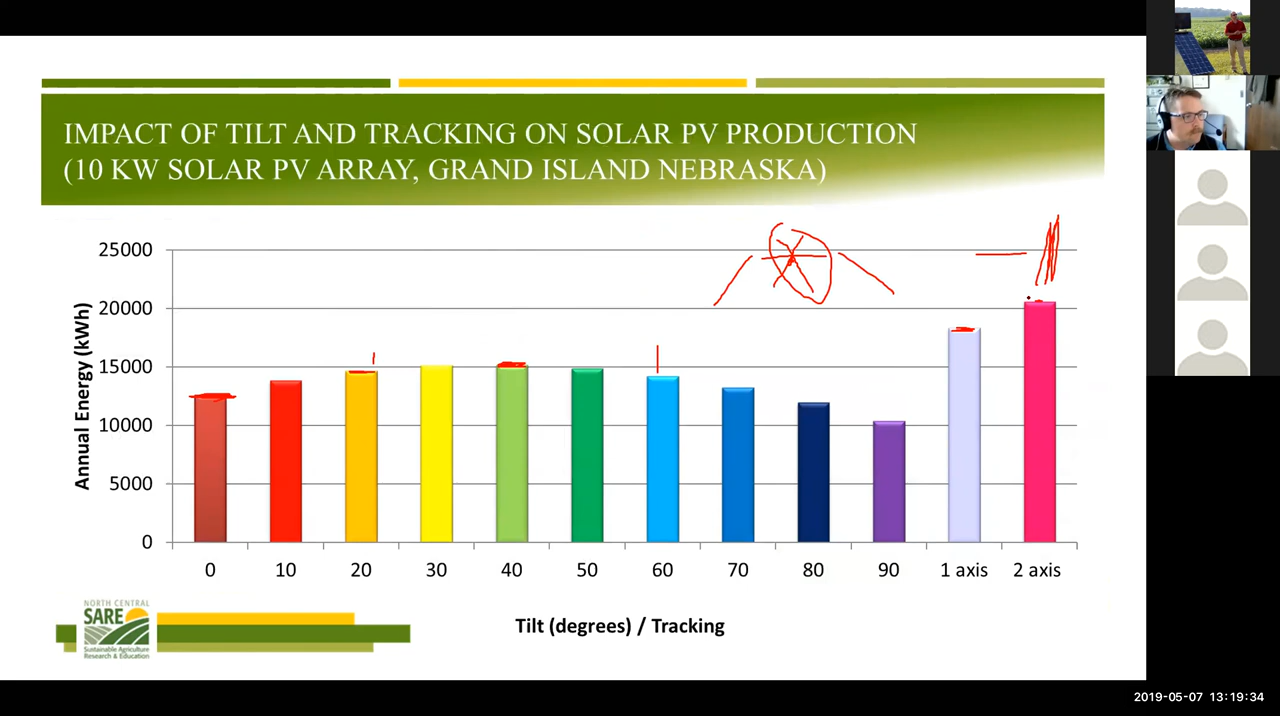 IMPACT OF TILT AND TRACKING ON SOLAR PV PRODUCTION
(10 KW SOLAR PV ARRAY, GRAND ISLAND NEBRASKA)
25000
20000
15000
10000
5000
0
Annual Energy (kWh)
0 10 20 30 40 50 60 70 80 90 1 axis 2 axis
Tilt (degrees) / Tracking
NORTH CENTRAL
SARE
Sustainable Agriculture
Research & Education
2019-05-07 13:19:34